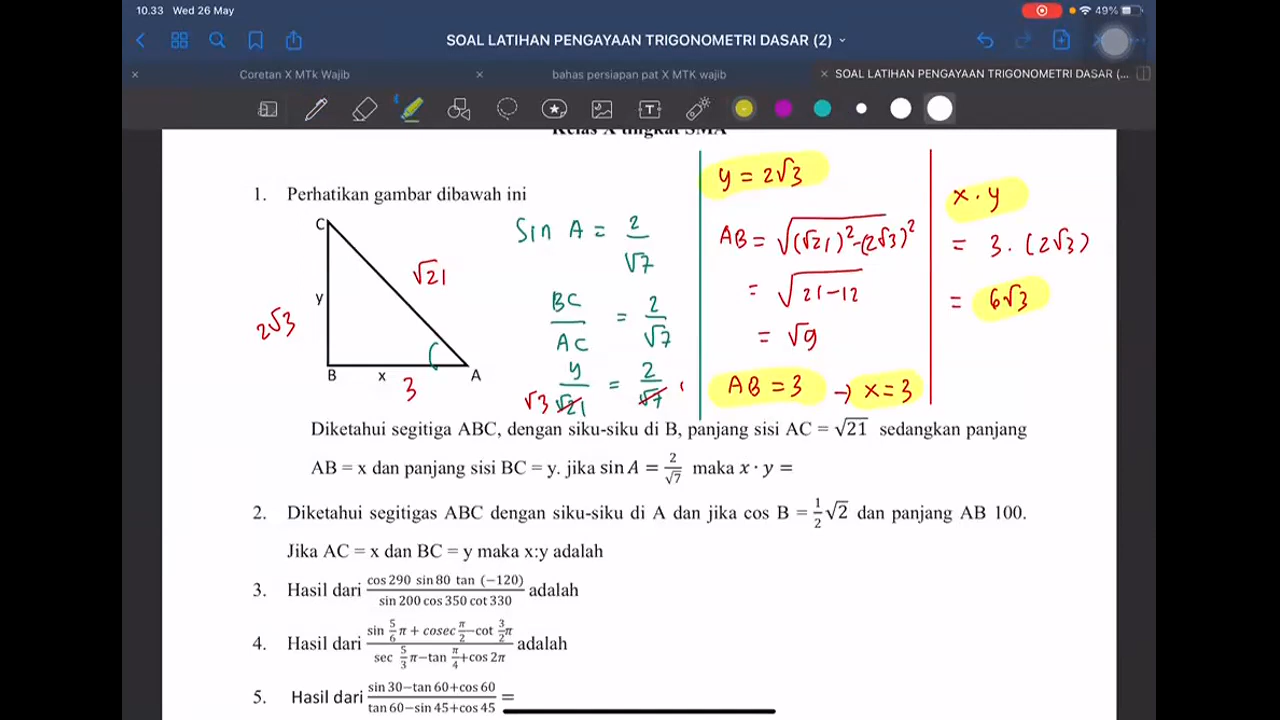 10.33 Wed 26 May
49%
SOAL LATIHAN PENGAYAAN TRIGONOMETRI DASAR (2)
Coretan X MTk Wajib
bahas persiapan pat X MTK wajib
SOAL LATIHAN PENGAYAAN TRIGONOMETRI DASAR (...
Kelas X tingkat SMA
1. Perhatikan gambar dibawah ini
C
y
B
x
A
2√3
√21
3
Sin A = 2/√7
BC/AC = 2/√7
√3 y/√21 = 2/√7
y = 2√3
AB = √(√21)²-(2√3)²
= √21-12
= √9
AB = 3 → x = 3
x . y
= 3 . (2√3)
= 6√3
Diketahui segitiga ABC, dengan siku-siku di B, panjang sisi AC = √21 sedangkan panjang
AB = x dan panjang sisi BC = y. jika sin A = 2/√7 maka x · y =
2. Diketahui segitigas ABC dengan siku-siku di A dan jika cos B = 1/2√2 dan panjang AB 100.
Jika AC = x dan BC = y maka x:y adalah
3. Hasil dari cos 290 sin 80 tan (−120)/sin 200 cos 350 cot 330 adalah
4. Hasil dari sin 5/6 π + cosec π/2 −cot 3/2 π/sec 5/3 π−tan π/4 +cos 2π adalah
5. Hasil dari sin 30−tan 60+cos 60/tan 60−sin 45+cos 45 =